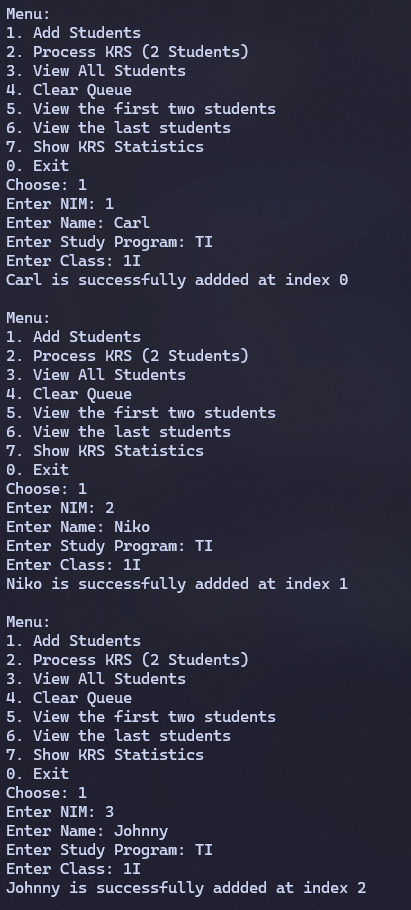 Menu:
1. Add Students
2. Process KRS (2 Students)
3. View All Students
4. Clear Queue
5. View the first two students
6. View the last students
7. Show KRS Statistics
0. Exit
Choose: 1
Enter NIM: 1
Enter Name: Carl
Enter Study Program: TI
Enter Class: 1I
Carl is successfully addded at index 0
Menu:
1. Add Students
2. Process KRS (2 Students)
3. View All Students
4. Clear Queue
5. View the first two students
6. View the last students
7. Show KRS Statistics
0. Exit
Choose: 1
Enter NIM: 2
Enter Name: Niko
Enter Study Program: TI
Enter Class: 1I
Niko is successfully addded at index 1
Menu:
1. Add Students
2. Process KRS (2 Students)
3. View All Students
4. Clear Queue
5. View the first two students
6. View the last students
7. Show KRS Statistics
0. Exit
Choose: 1
Enter NIM: 3
Enter Name: Johnny
Enter Study Program: TI
Enter Class: 1I
Johnny is successfully addded at index 2